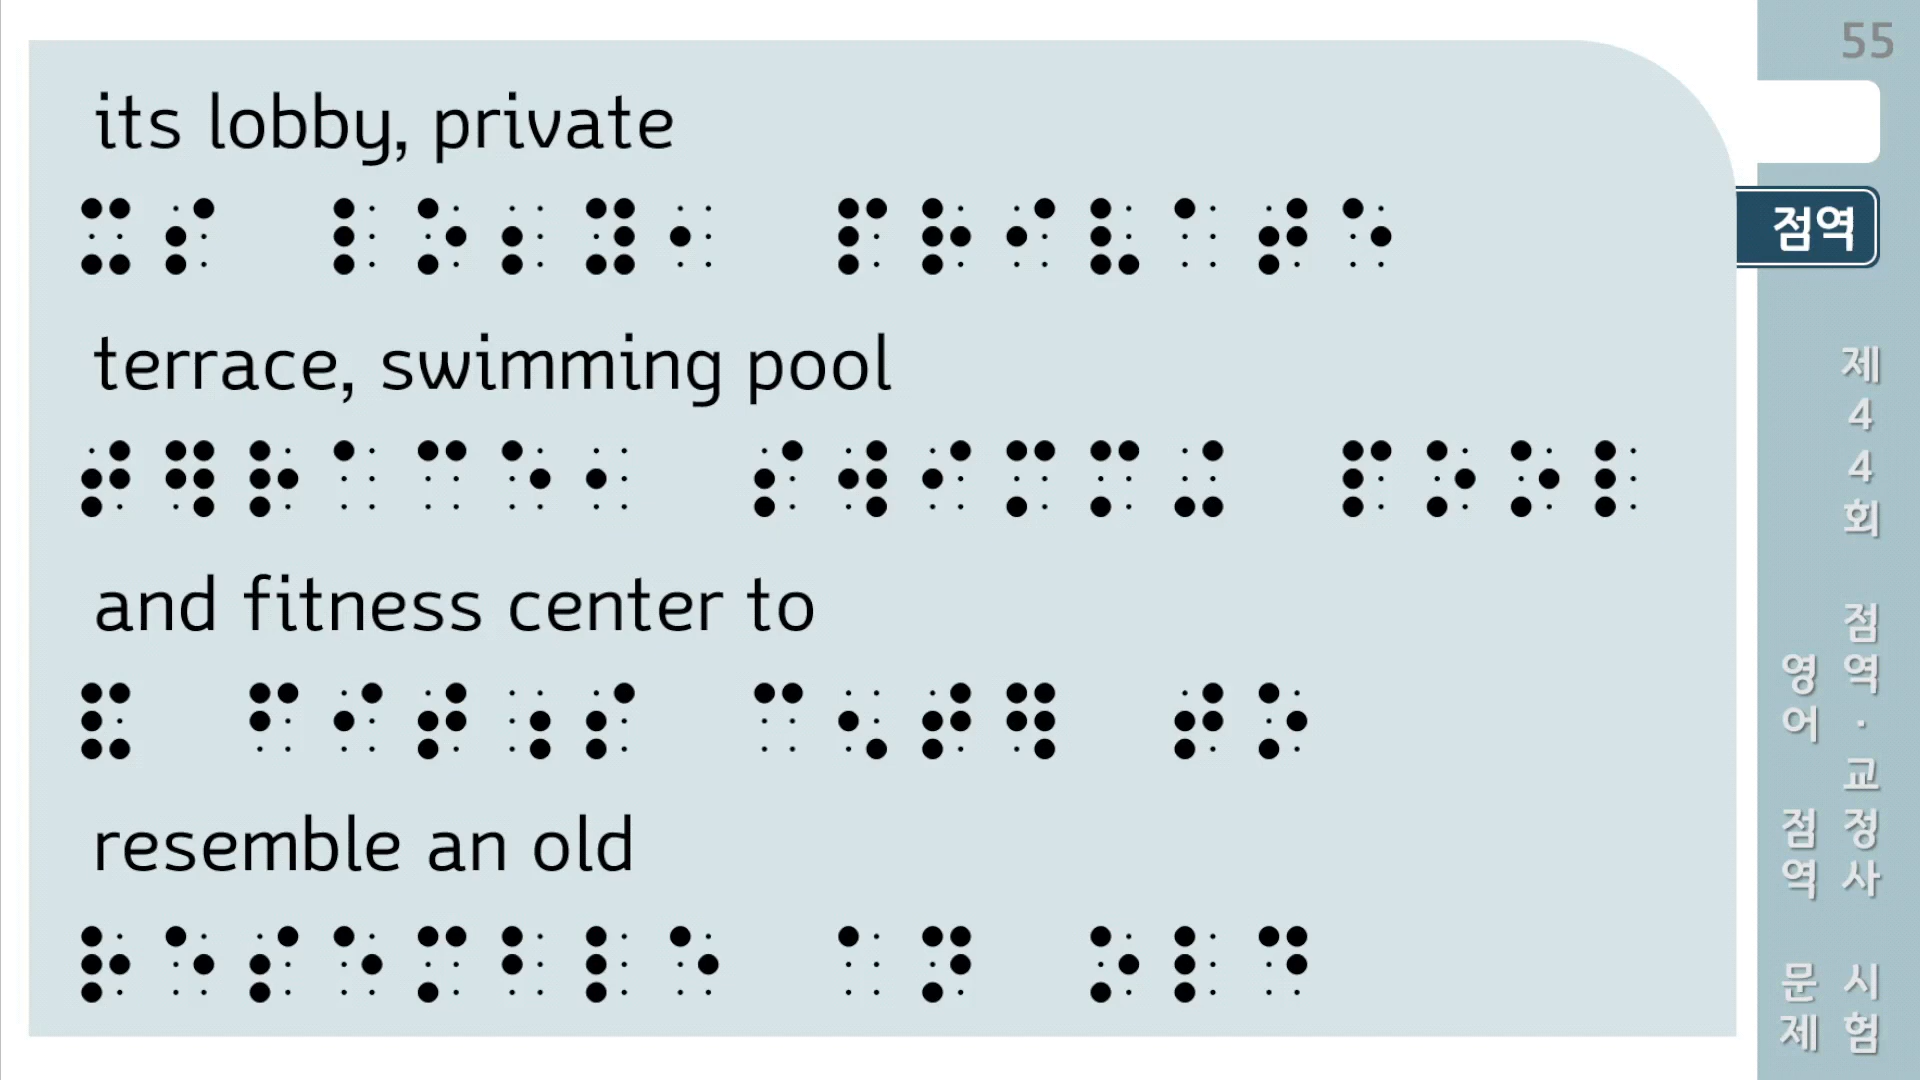 55
its lobby, private
⠭⠎ ⠇⠕⠆⠽⠂ ⠏⠗⠊⠧⠁⠞⠑
terrace, swimming pool
⠞⠻⠗⠁⠉⠑⠂ ⠎⠺⠊⠍⠍⠬ ⠏⠕⠕⠇
and fitness center to
⠯ ⠋⠊⠞⠰⠎ ⠉⠢⠞⠻ ⠞⠕
resemble an old
⠗⠑⠎⠑⠍⠃⠇⠑ ⠁⠝ ⠕⠇⠙
점역
제44회 점역·교정사 시험
영어 점역 문제